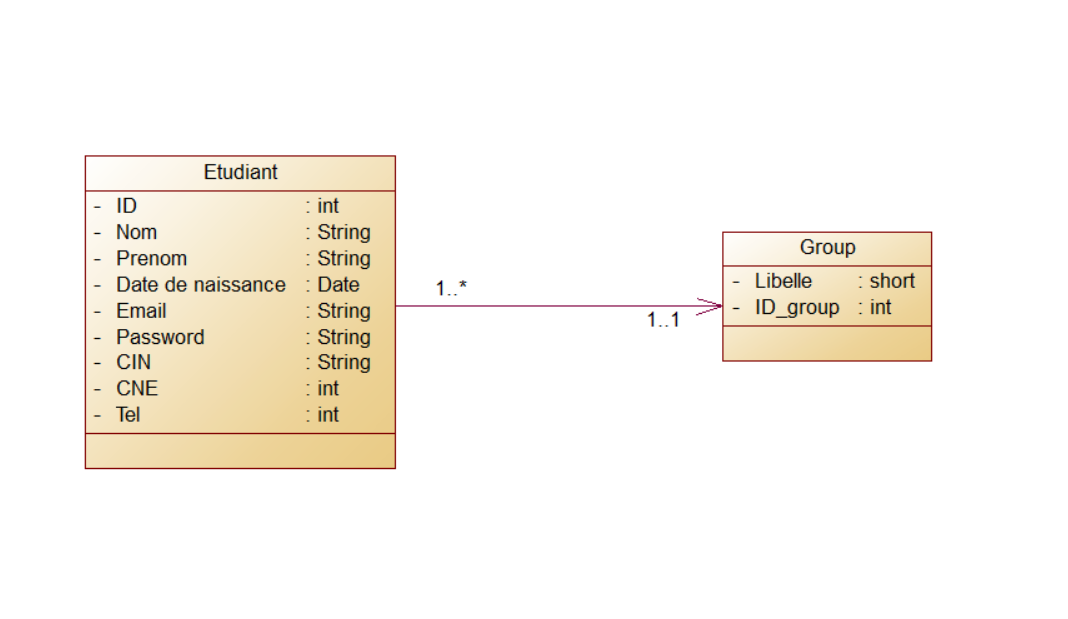 Etudiant
- ID : int
- Nom : String
- Prenom : String
- Date de naissance : Date
- Email : String
- Password : String
- CIN : String
- CNE : int
- Tel : int
1..*
1..1
Group
- Libelle : short
- ID_group : int